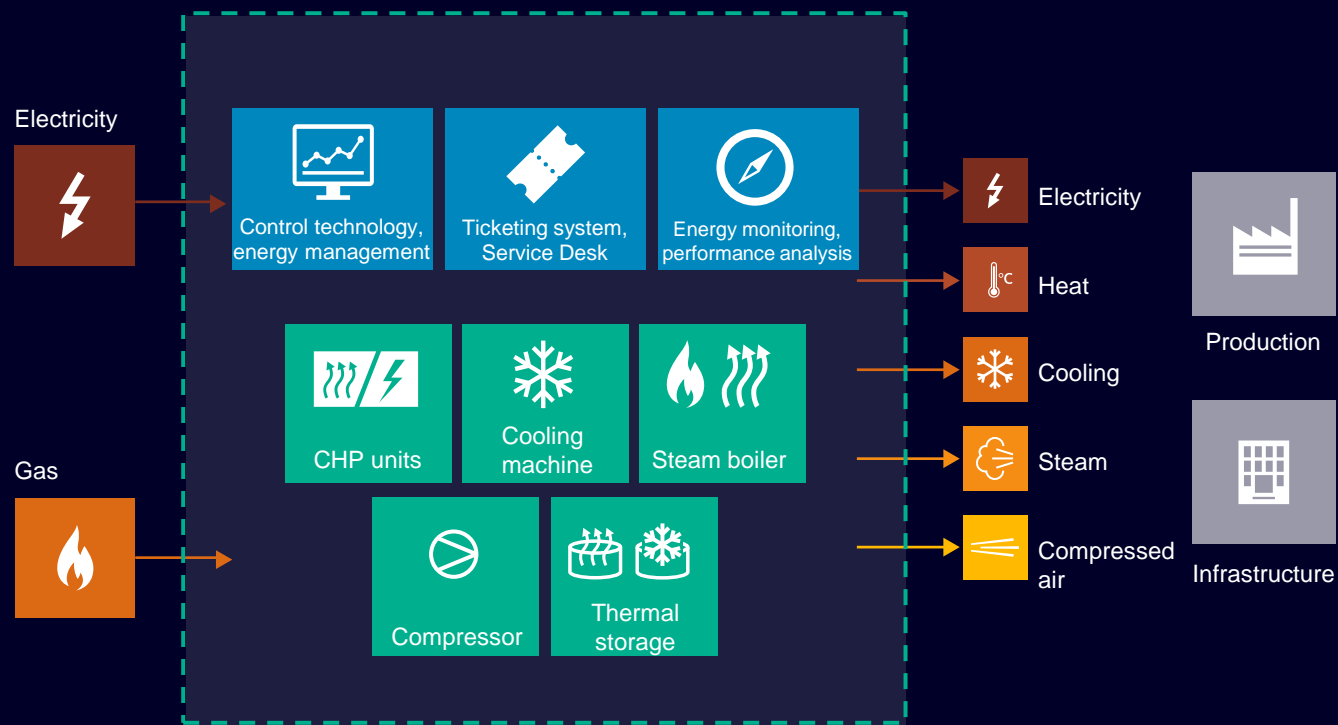 Electricity
Control technology,
energy management
Ticketing system,
Service Desk
Energy monitoring,
performance analysis
Electricity
°C
Heat
Production
Cooling
Gas
CHP units
Cooling
machine
Steam boiler
Steam
Compressed
air
Infrastructure
Compressor
Thermal
storage